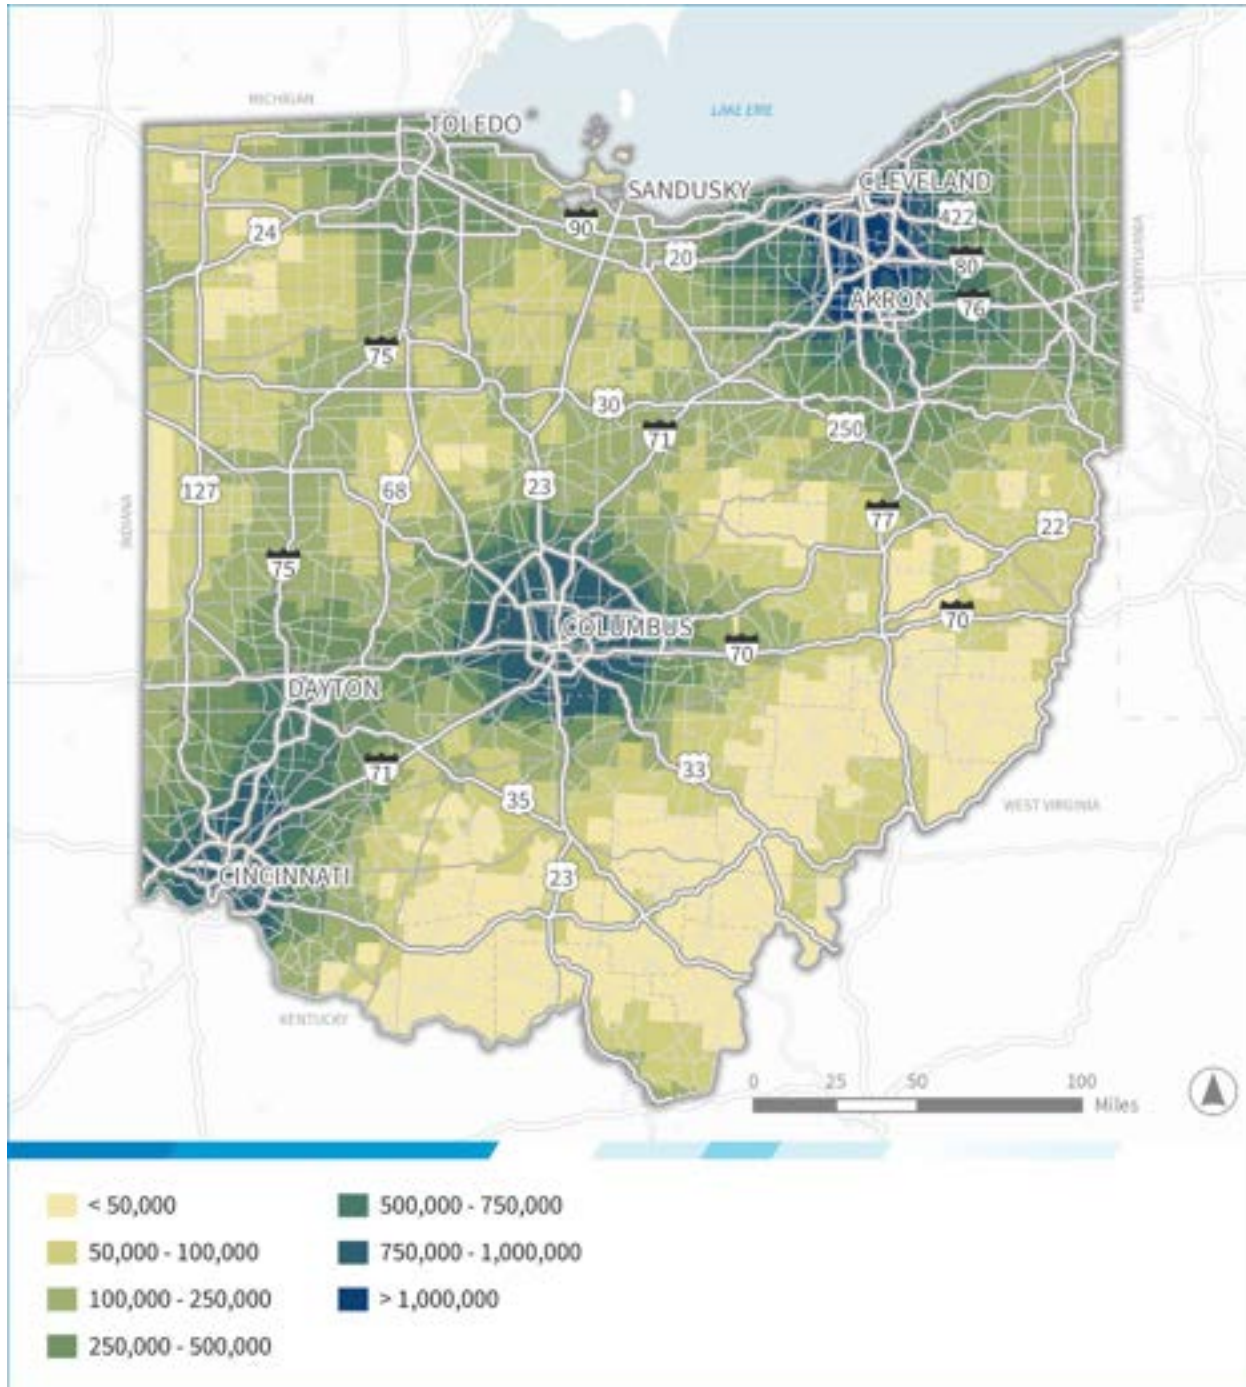 MICHIGAN
LAKE ERIE
TOLEDO
SANDUSKY
CLEVELAND
422
24
90
20
80
PENNSYLVANIA
AKRON
76
75
30
71
250
127
68
23
77
22
INDIANA
75
70
COLUMBUS
70
DAYTON
71
33
35
WEST VIRGINIA
CINCINNATI
23
KENTUCKY
0 25 50 100
Miles
< 50,000
50,000 - 100,000
100,000 - 250,000
250,000 - 500,000
500,000 - 750,000
750,000 - 1,000,000
> 1,000,000